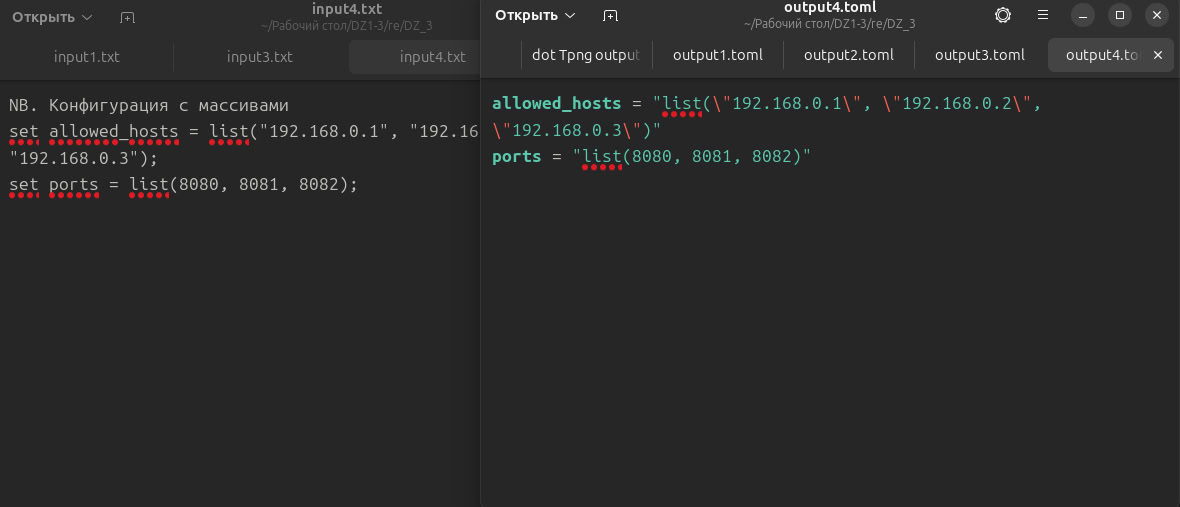 Открыть
input4.txt
~/Рабочий стол/DZ1-3/re/DZ_3
input1.txt
input3.txt
input4.txt
NB. Конфигурация с массивами
set allowed_hosts = list("192.168.0.1", "192.16
"192.168.0.3");
set ports = list(8080, 8081, 8082);
Открыть
output4.toml
~/Рабочий стол/DZ1-3/re/DZ_3
dot Tpng output
output1.toml
output2.toml
output3.toml
output4.to
allowed_hosts = "list(\"192.168.0.1\", \"192.168.0.2\",
\"192.168.0.3\")"
ports = "list(8080, 8081, 8082)"